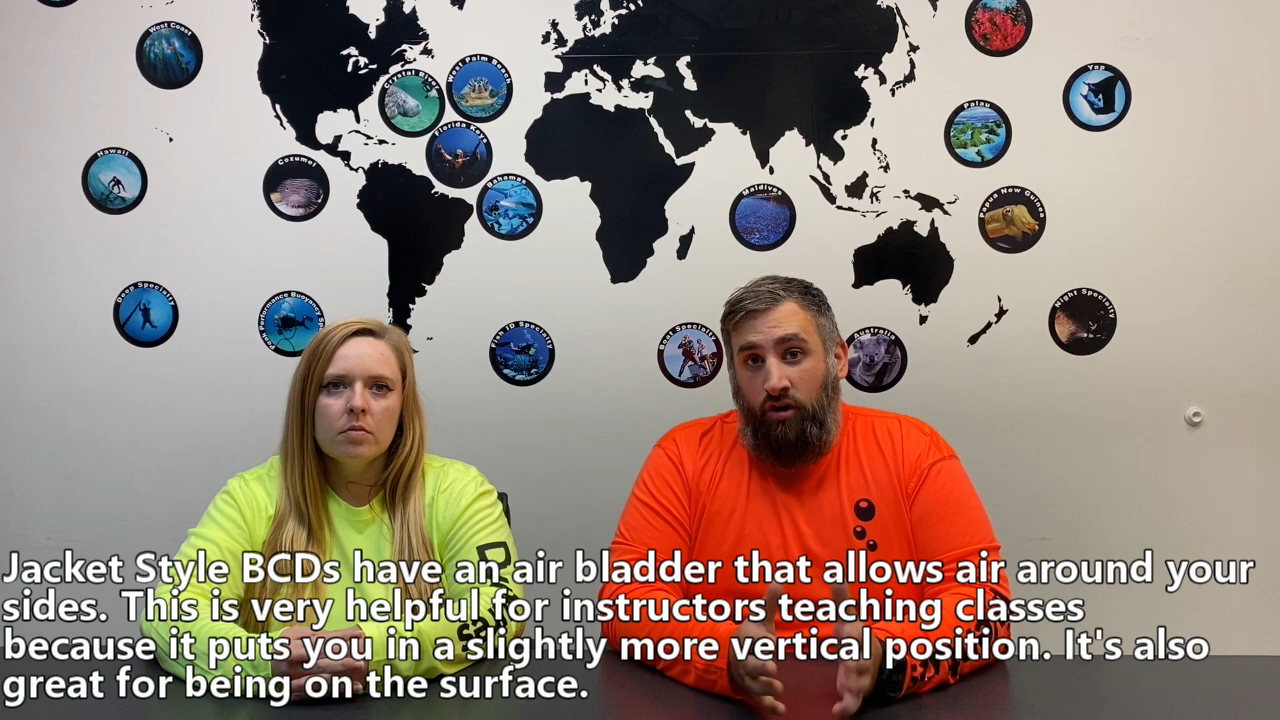 West Coast
Crystal River
West Palm Beach
Yap
Palau
Florida Keys
Hawaii
Cozumel
Bahamas
Maldives
Papua New Guinea
Deep Specialty
Peak Performance Buoyancy
Fish ID Specialty
Boat Specialty
Australia
Night Specialty
Jacket Style BCDs have an air bladder that allows air around your
sides. This is very helpful for instructors teaching classes
because it puts you in a slightly more vertical position. It's also
great for being on the surface.